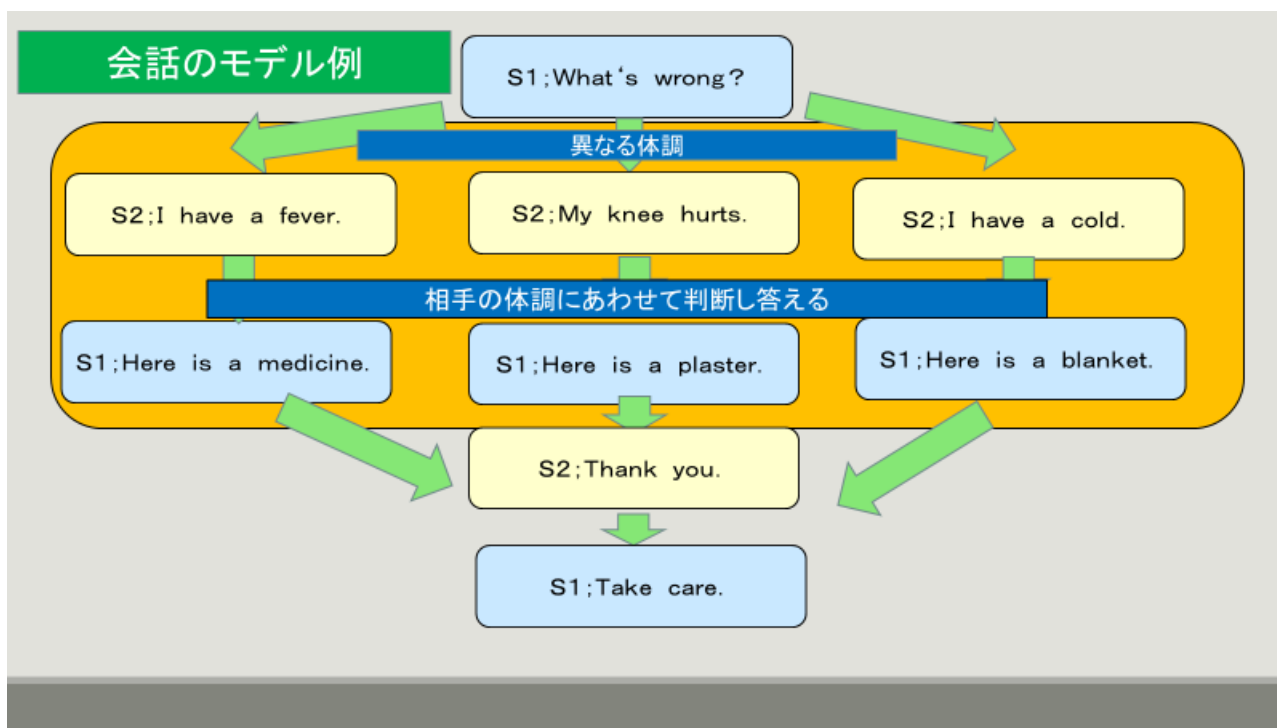 会話のモデル例
S1;What‘s wrong?
異なる体調
S2;I have a fever.
S2;My knee hurts.
S2;I have a cold.
相手の体調にあわせて判断し答える
S1;Here is a medicine.
S1;Here is a plaster.
S1;Here is a blanket.
S2;Thank you.
S1;Take care.